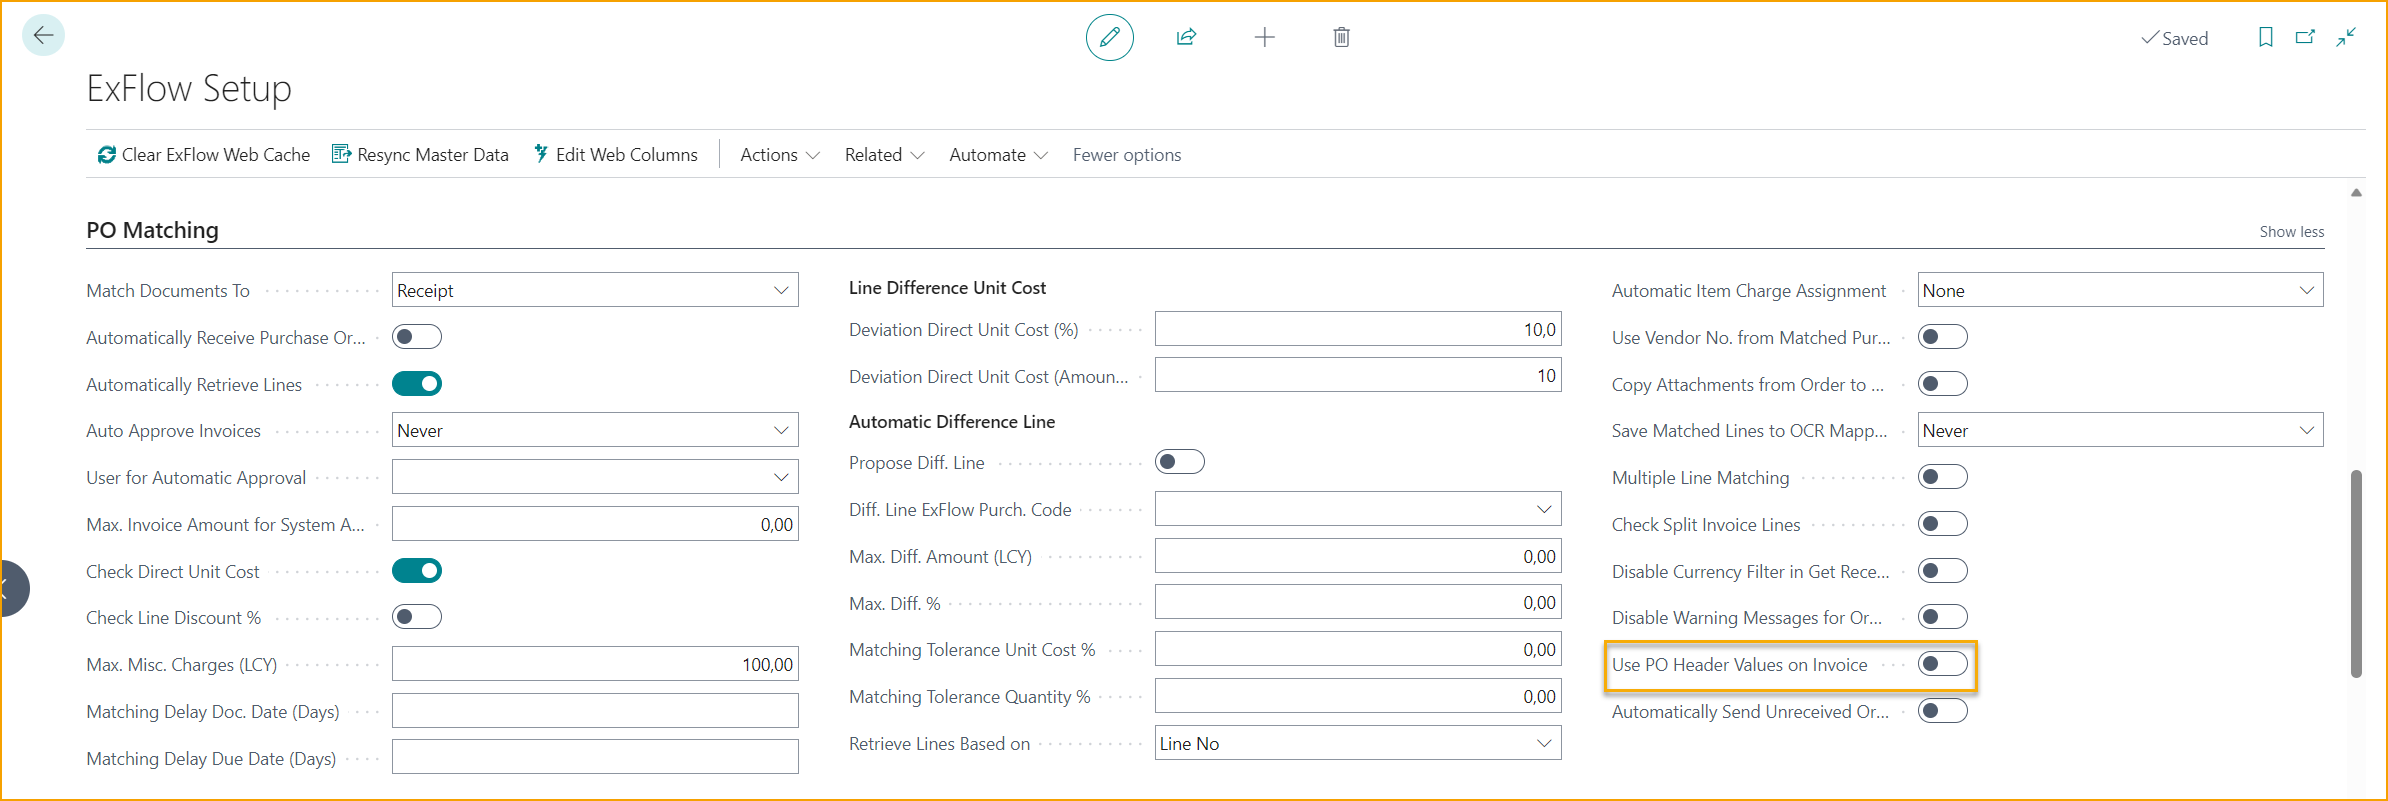 Saved
ExFlow Setup
Clear ExFlow Web Cache
Resync Master Data
Edit Web Columns
Actions
Related
Automate
Fewer options
PO Matching
Show less
Match Documents To
Receipt
Automatically Receive Purchase Or...
Automatically Retrieve Lines
Auto Approve Invoices
Never
User for Automatic Approval
Max. Invoice Amount for System A...
0,00
Check Direct Unit Cost
Check Line Discount %
Max. Misc. Charges (LCY)
100,00
Matching Delay Doc. Date (Days)
Matching Delay Due Date (Days)
Line Difference Unit Cost
Deviation Direct Unit Cost (%)
10,0
Deviation Direct Unit Cost (Amoun...
10
Automatic Difference Line
Propose Diff. Line
Diff. Line ExFlow Purch. Code
Max. Diff. Amount (LCY)
0,00
Max. Diff. %
0,00
Matching Tolerance Unit Cost %
0,00
Matching Tolerance Quantity %
0,00
Retrieve Lines Based on
Line No
Automatic Item Charge Assignment
None
Use Vendor No. from Matched Pur...
Copy Attachments from Order to ...
Save Matched Lines to OCR Mapp...
Never
Multiple Line Matching
Check Split Invoice Lines
Disable Currency Filter in Get Rece...
Disable Warning Messages for Or...
Use PO Header Values on Invoice
Automatically Send Unreceived Or...